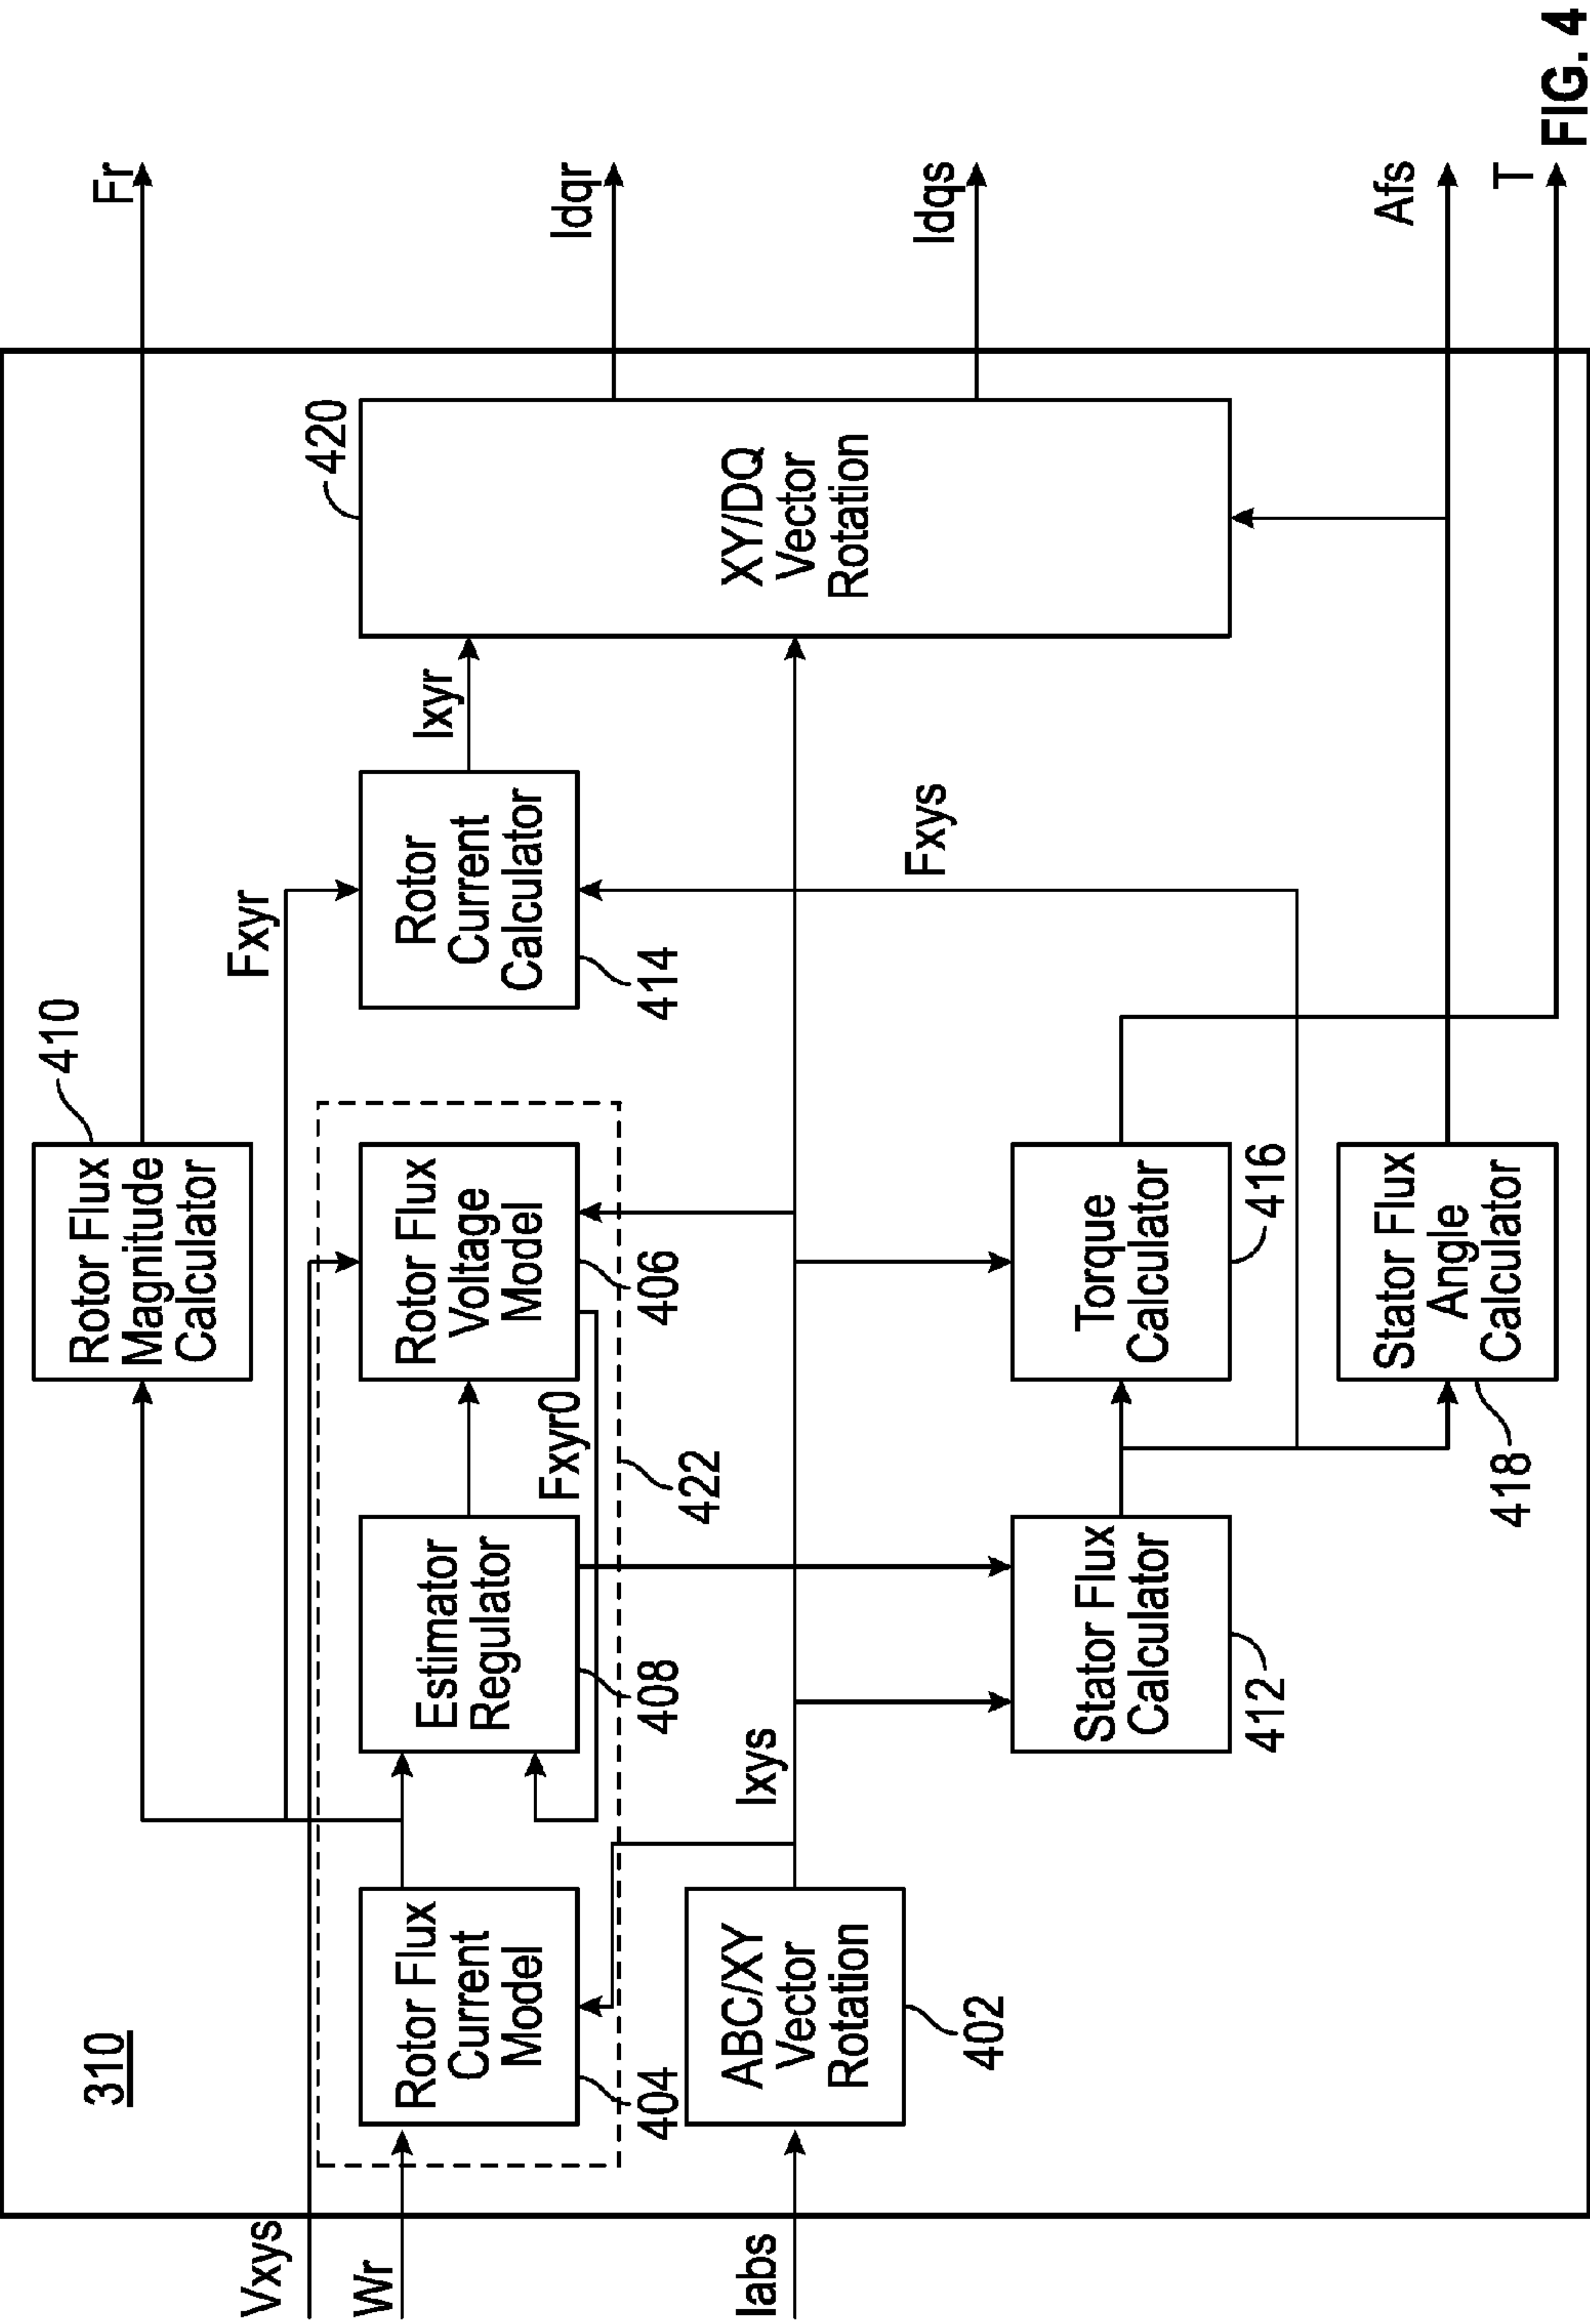 310
Vxys
Wr
Iabs
Rotor Flux
Magnitude
Calculator
410
Fr
Fxyr
Rotor Flux
Current
Model
404
Estimator
Regulator
408
Fxyr0
Rotor Flux
Voltage
Model
406
422
Rotor
Current
Calculator
414
Ixyr
XY/DQ
Vector
Rotation
420
Idqr
Idqs
ABC/XY
Vector
Rotation
402
Ixys
Fxys
Stator Flux
Calculator
412
Torque
Calculator
416
Stator Flux
Angle
Calculator
418
Afs
T
FIG. 4